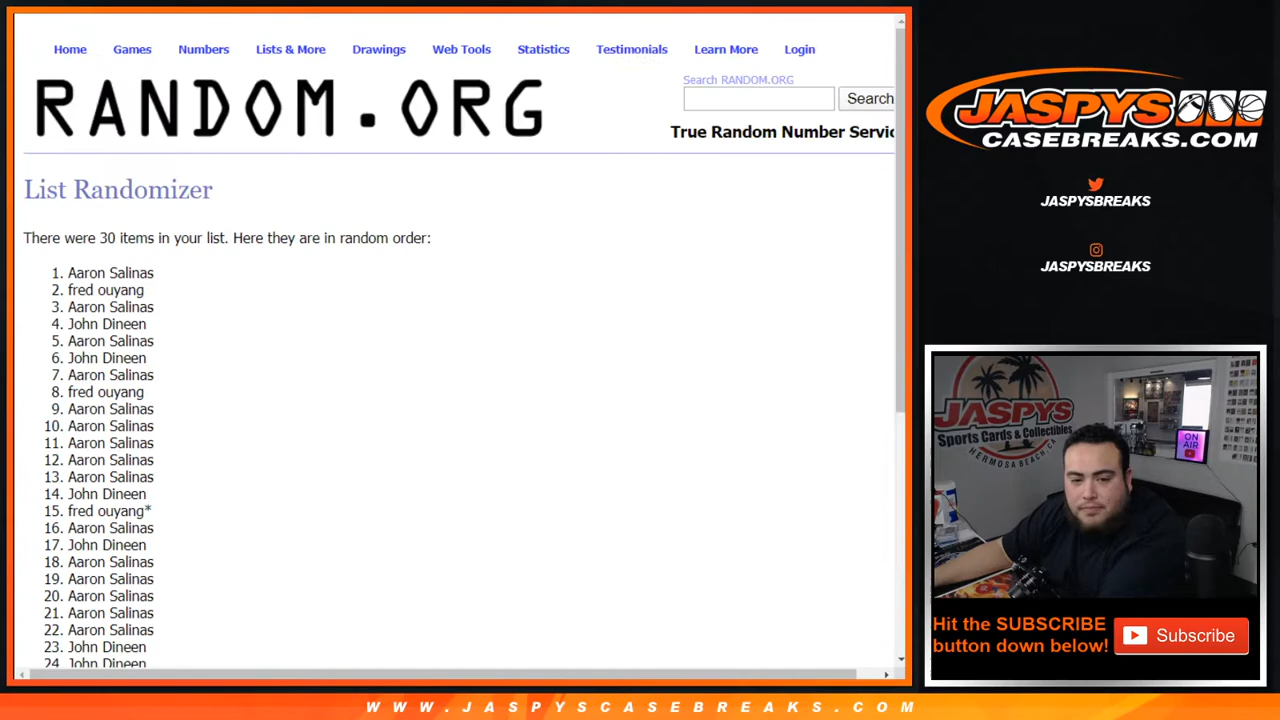 Home Games Numbers Lists & More Drawings Web Tools Statistics Testimonials Learn More Login
RANDOM.ORG
Search RANDOM.ORG
Search
True Random Number Servic
List Randomizer
There were 30 items in your list. Here they are in random order:
1. Aaron Salinas
2. fred ouyang
3. Aaron Salinas
4. John Dineen
5. Aaron Salinas
6. John Dineen
7. Aaron Salinas
8. fred ouyang
9. Aaron Salinas
10. Aaron Salinas
11. Aaron Salinas
12. Aaron Salinas
13. Aaron Salinas
14. John Dineen
15. fred ouyang*
16. Aaron Salinas
17. John Dineen
18. Aaron Salinas
19. Aaron Salinas
20. Aaron Salinas
21. Aaron Salinas
22. Aaron Salinas
23. John Dineen
24. John Dineen
JASPYS
CASEBREAKS.COM
JASPYSBREAKS
JASPYSBREAKS
JASPYS
Sports Cards & Collectibles
HERMOSA BEACH, CA
ON
AIR
Hit the SUBSCRIBE
button down below!
Subscribe
WWW.JASPYSCASEBREAKS.COM